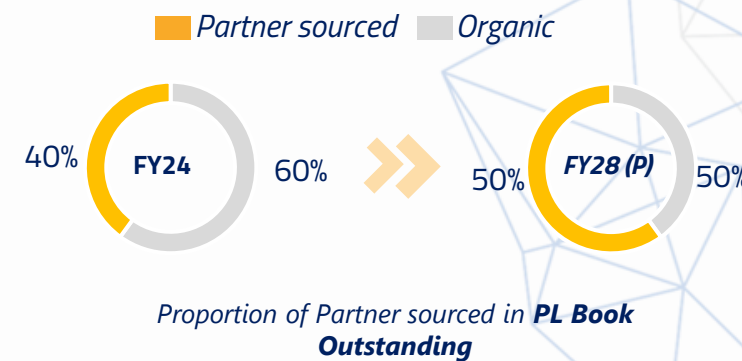 Partner sourced Organic
40% FY24 60%
50% FY28 (P) 50%
Proportion of Partner sourced in PL Book
Outstanding